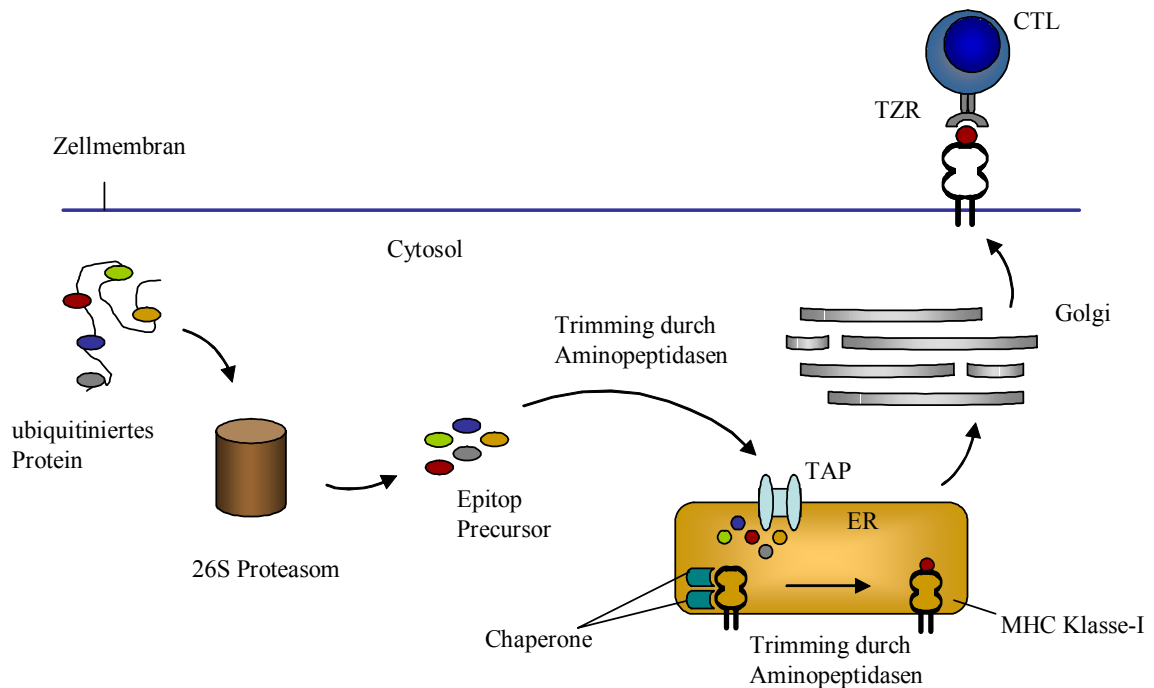 CTL
TZR
Zellmembran
Cytosol
Golgi
Trimming durch
Aminopeptidasen
ubiquitiniertes
Protein
TAP
Epitop
Precursor
ER
26S Proteasom
Chaperone
MHC Klasse-I
Trimming durch
Aminopeptidasen